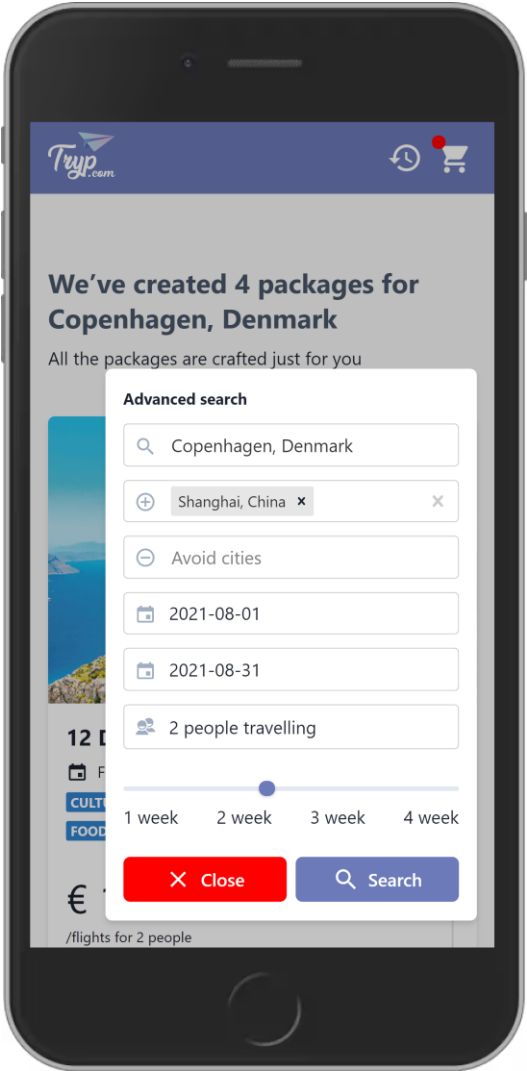 Tryp.com
We've created 4 packages for
Copenhagen, Denmark
All the packages are crafted just for you
Advanced search
Copenhagen, Denmark
Shanghai, China ×
Avoid cities
2021-08-01
2021-08-31
2 people travelling
1 week 2 week 3 week 4 week
Close Search
12
FOOD
€
/flights for 2 people